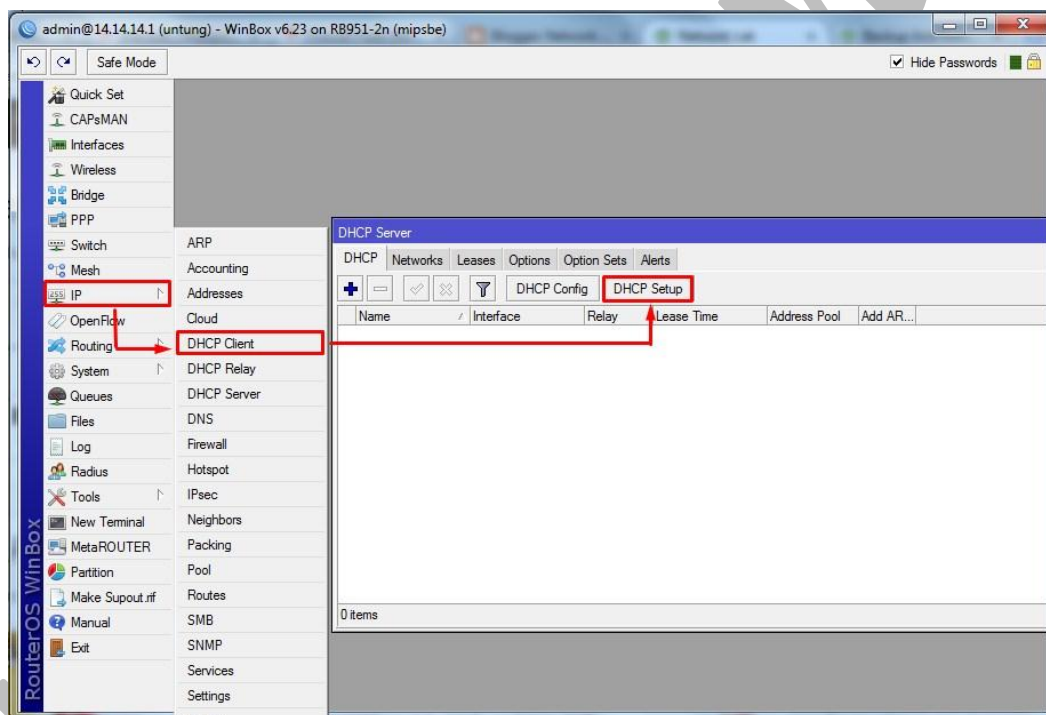 admin@14.14.14.1 (untung) - WinBox v6.23 on RB951-2n (mipsbe)
Safe Mode
Hide Passwords
Quick Set
CAPsMAN
Interfaces
Wireless
Bridge
PPP
Switch
Mesh
IP
OpenFlow
Routing
System
Queues
Files
Log
Radius
Tools
New Terminal
MetaROUTER
Partition
Make Supout.rif
Manual
Exit
RouterOS WinBox
ARP
Accounting
Addresses
Cloud
DHCP Client
DHCP Relay
DHCP Server
DNS
Firewall
Hotspot
IPsec
Neighbors
Packing
Pool
Routes
SMB
SNMP
Services
Settings
DHCP Server
DHCP Networks Leases Options Option Sets Alerts
DHCP Config DHCP Setup
Name Interface Relay Lease Time Address Pool Add AR...
0 items